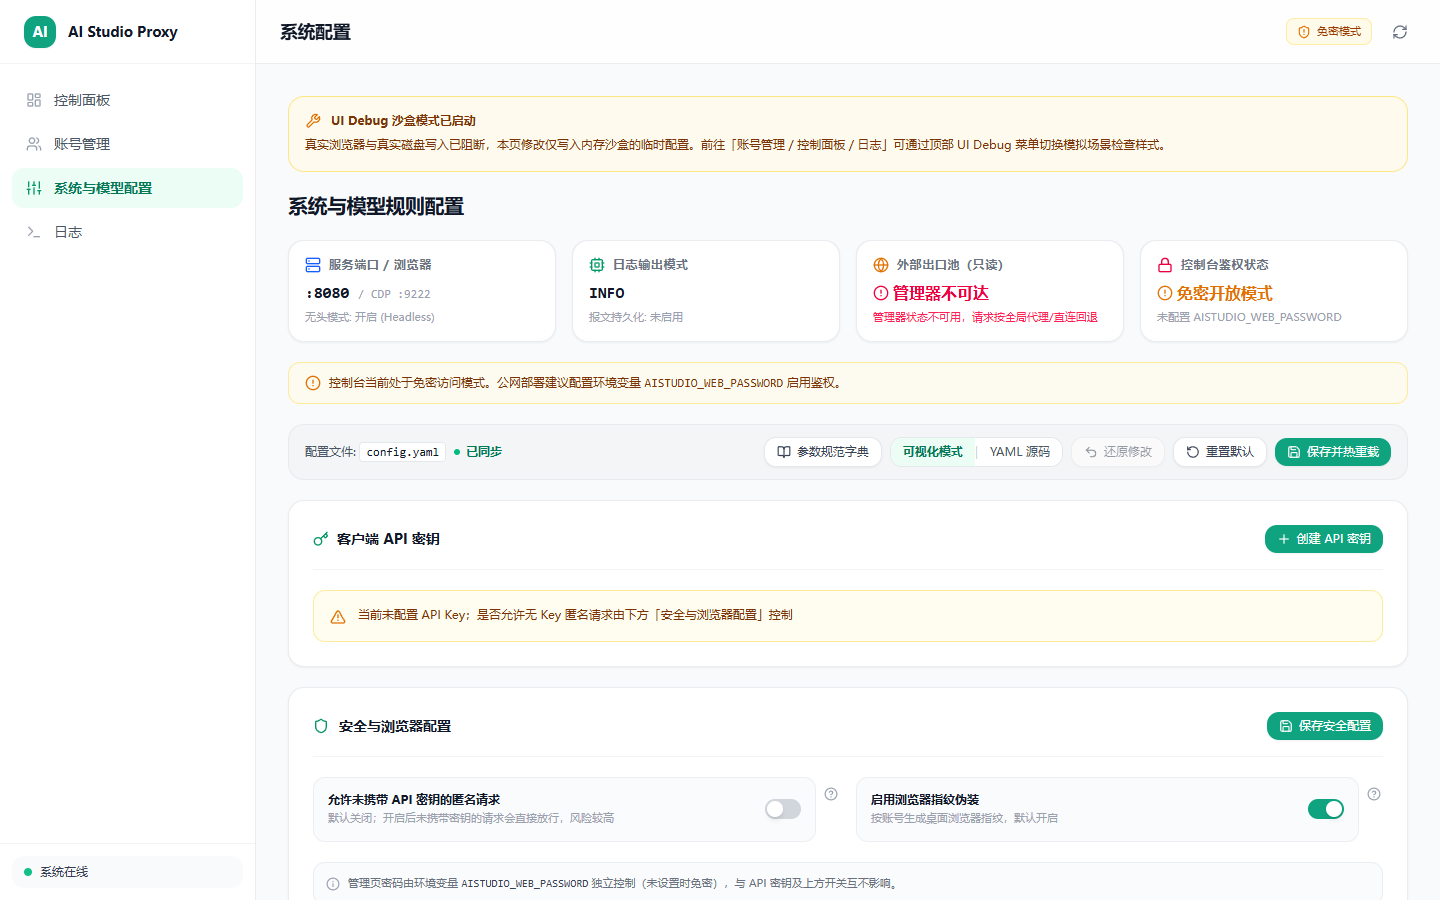 AI
AI Studio Proxy
控制面板
账号管理
系统与模型配置
日志
系统在线
系统配置
免密模式
UI Debug 沙盒模式已启动
真实浏览器与真实磁盘写入已阻断，本页修改仅写入内存沙盒的临时配置。前往「账号管理 / 控制面板 / 日志」可通过顶部 UI Debug 菜单切换模拟场景检查样式。
系统与模型规则配置
服务端口 / 浏览器
:8080 / CDP :9222
无头模式: 开启 (Headless)
日志输出模式
INFO
报文持久化: 未启用
外部出口池（只读）
管理器不可达
管理器状态不可用，请求按全局代理/直连回退
控制台鉴权状态
免密开放模式
未配置 AISTUDIO_WEB_PASSWORD
控制台当前处于免密访问模式。公网部署建议配置环境变量 AISTUDIO_WEB_PASSWORD 启用鉴权。
配置文件: config.yaml 已同步
参数规范字典
可视化模式
YAML 源码
还原修改
重置默认
保存并热重载
客户端 API 密钥
创建 API 密钥
当前未配置 API Key；是否允许无 Key 匿名请求由下方「安全与浏览器配置」控制
安全与浏览器配置
保存安全配置
允许未携带 API 密钥的匿名请求
默认关闭；开启后未携带密钥的请求会直接放行，风险较高
启用浏览器指纹伪装
按账号生成桌面浏览器指纹，默认开启
管理页密码由环境变量 AISTUDIO_WEB_PASSWORD 独立控制（未设置时免密），与 API 密钥及上方开关互不影响。